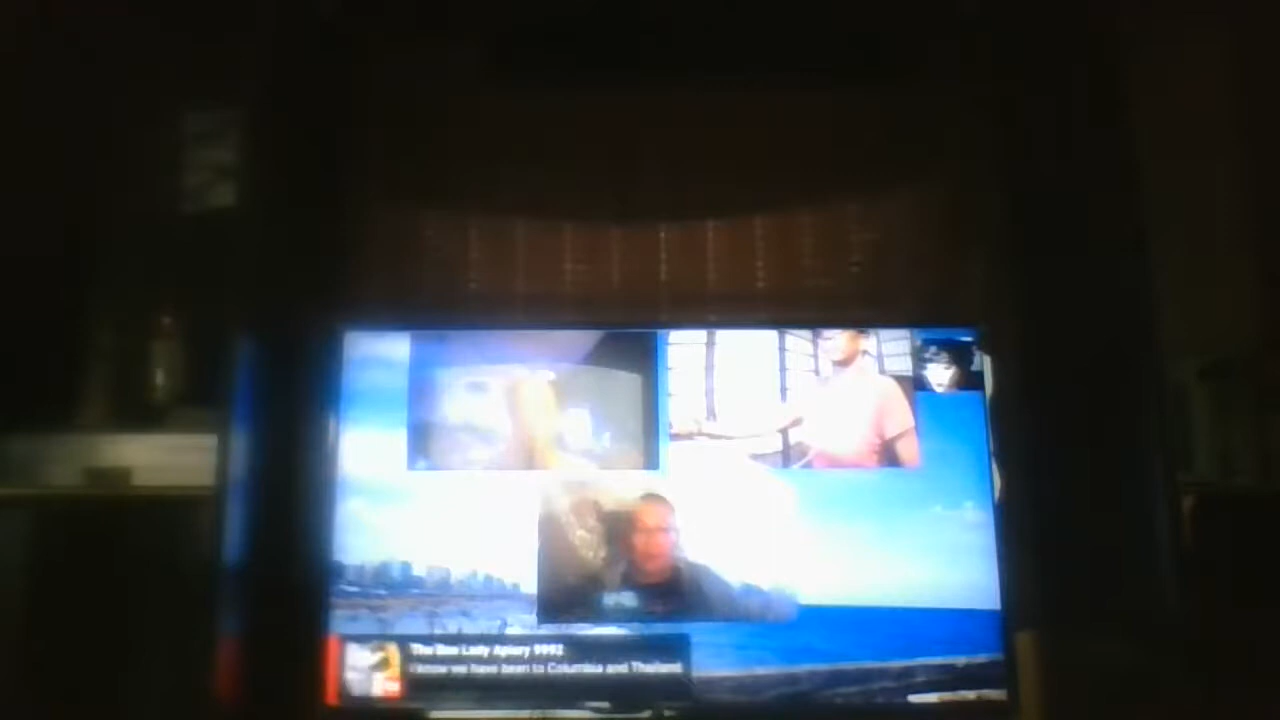 The Bee Lady Apiary 9992
I know we have been to Columbia and Thailand